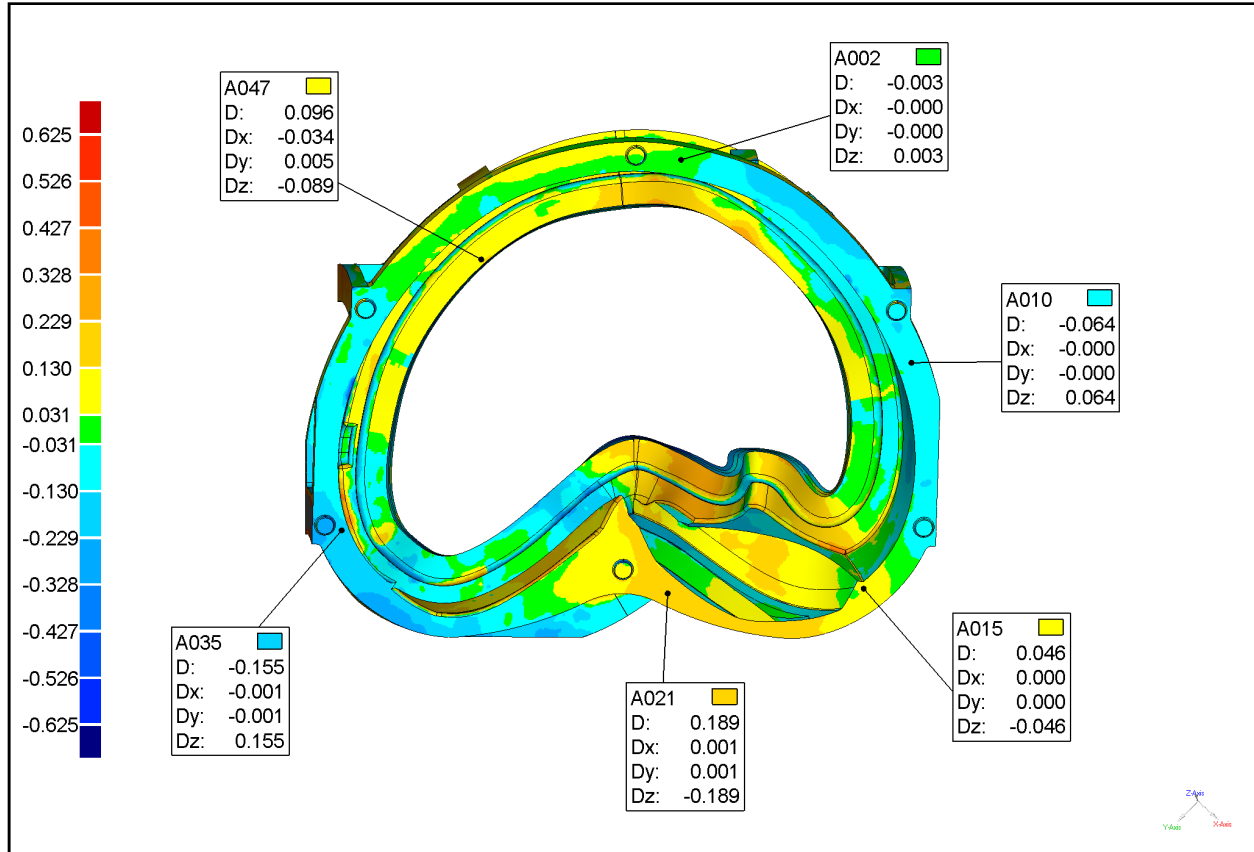 A002
D: -0.003
Dx: -0.000
Dy: -0.000
Dz: 0.003
A047
D: 0.096
Dx: -0.034
Dy: 0.005
Dz: -0.089
0.625
0.526
0.427
0.328
0.229
0.130
0.031
-0.031
-0.130
-0.229
-0.328
-0.427
-0.526
-0.625
A010
D: -0.064
Dx: -0.000
Dy: -0.000
Dz: 0.064
A035
D: -0.155
Dx: -0.001
Dy: -0.001
Dz: 0.155
A021
D: 0.189
Dx: 0.001
Dy: 0.001
Dz: -0.189
A015
D: 0.046
Dx: 0.000
Dy: 0.000
Dz: -0.046
Z-Axis
Y-Axis
X-Axis